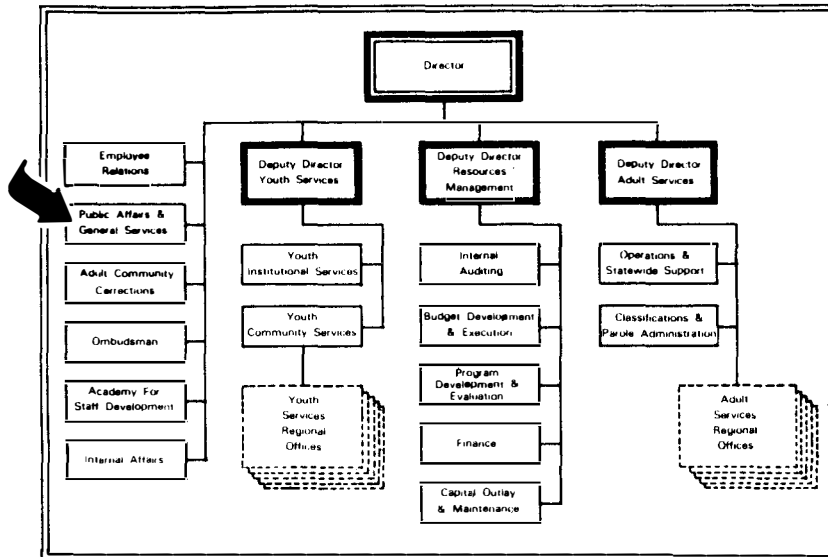 Director
Employee
Relations
Public Affairs &
General Services
Adult Community
Corrections
Ombudsman
Academy For
Staff Development
Internal Affairs
Deputy Director
Youth Services
Youth
Institutional Services
Youth
Community Services
Youth
Services
Regional
Offices
Deputy Director
Resources
Management
Internal
Auditing
Budget Development
& Execution
Program
Development &
Evaluation
Finance
Capital Outlay
& Maintenance
Deputy Director
Adult Services
Operations &
Statewide Support
Classifications &
Parole Administration
Adult
Services
Regional
Offices